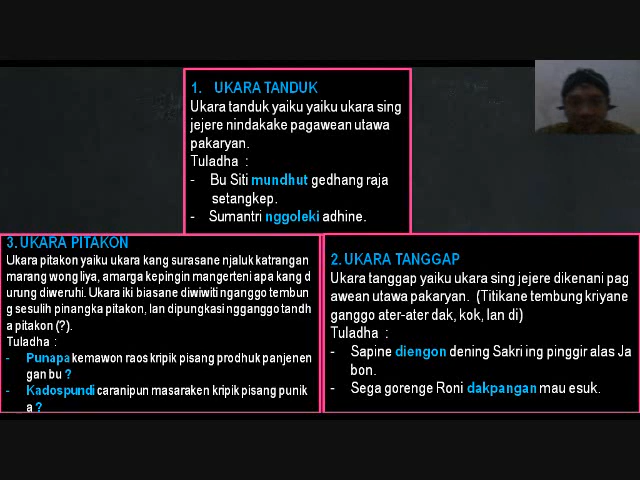 1. UKARA TANDUK
Ukara tanduk yaiku yaiku ukara sing
jejere nindakake pagawean utawa
pakaryan.
Tuladha :
- Bu Siti mundhut gedhang raja
setangkep.
- Sumantri nggoleki adhine.
3. UKARA PITAKON
Ukara pitakon yaiku ukara kang surasane njaluk katrangan
marang wong liya, amarga kepingin mangerteni apa kang d
urung diweruhi. Ukara iki biasane diwiwiti nganggo tembun
g sesulih pinangka pitakon, lan dipungkasi ngganggo tandh
a pitakon (?).
Tuladha :
- Punapa kemawon raos kripik pisang prodhuk panjenen
gan bu ?
- Kados pundi caranipun masaraken kripik pisang punik
a ?
2. UKARA TANGGAP
Ukara tanggap yaiku ukara sing jejere dikenani pag
awean utawa pakaryan. (Titikane tembung kriyane
ganggo ater-ater dak, kok, lan di)
Tuladha :
- Sapine diengon dening Sakri ing pinggir alas Ja
bon.
- Sega gorenge Roni dakpangan mau esuk.